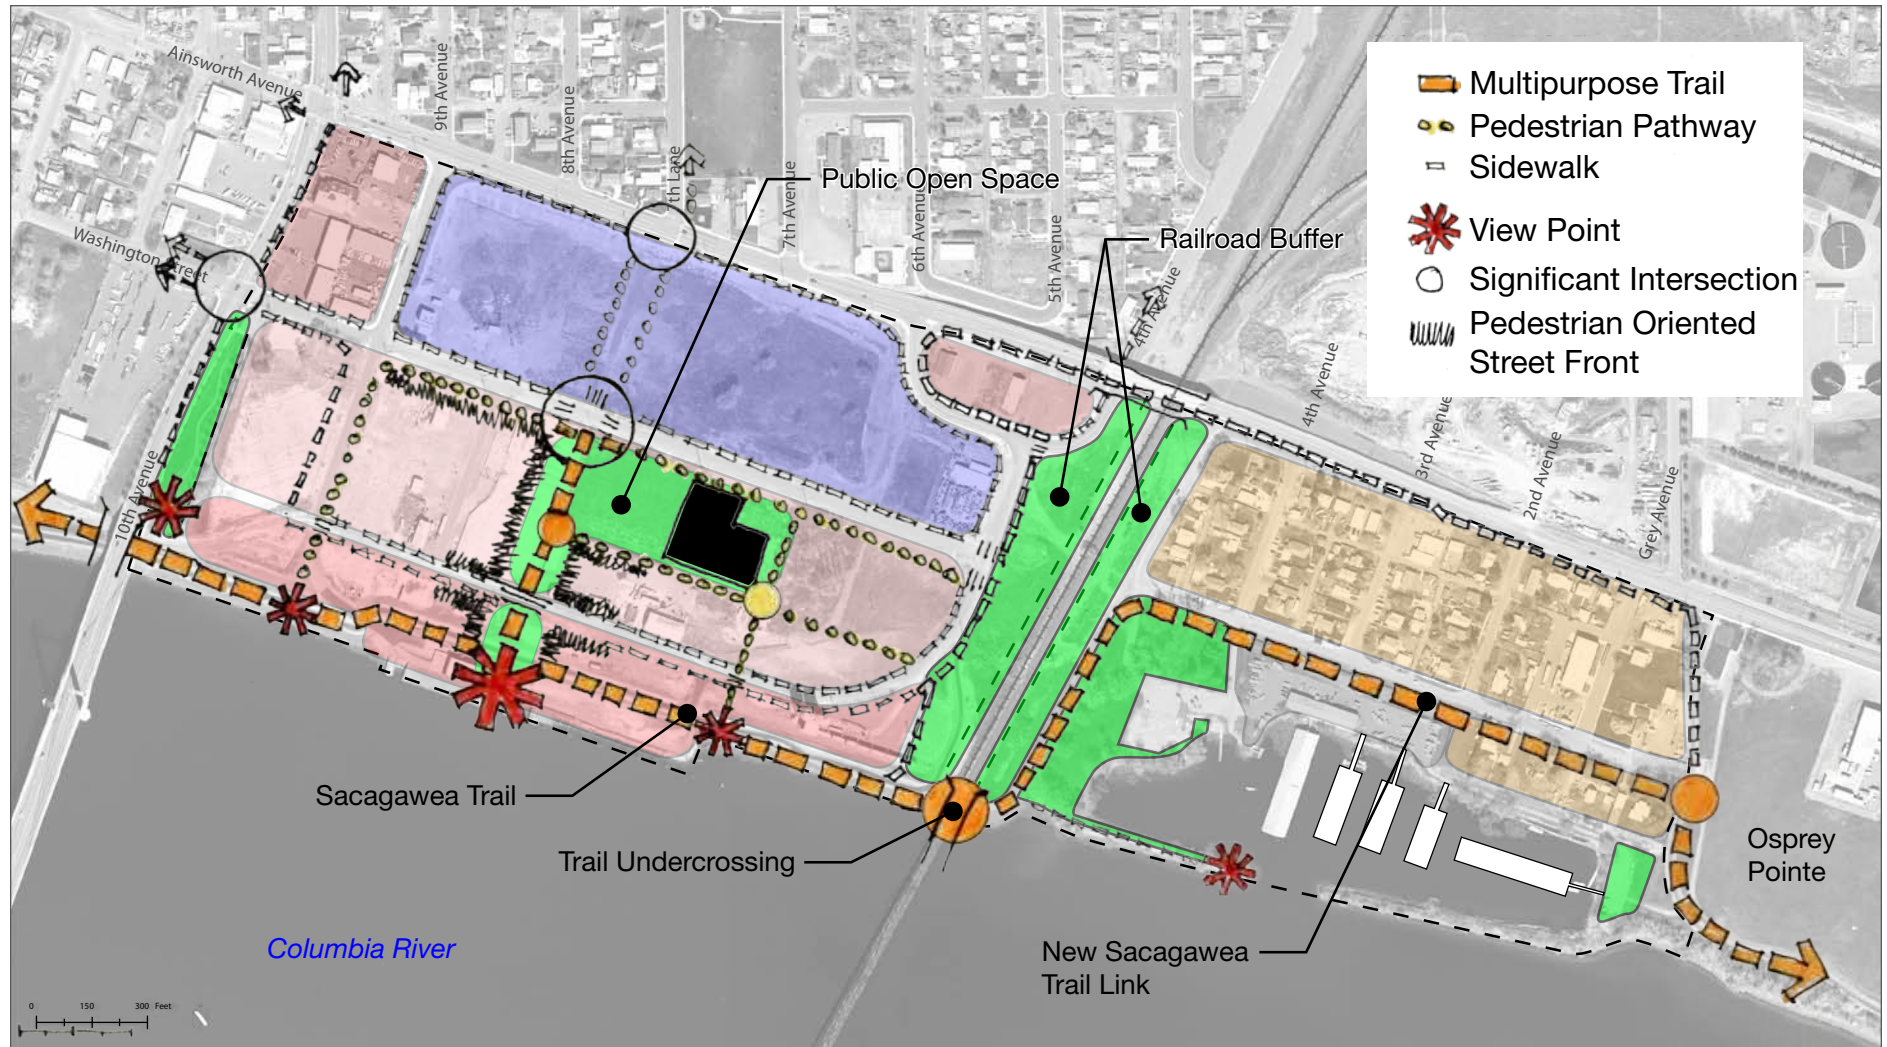 Ainsworth Avenue
Washington Street
10th Avenue
9th Avenue
8th Avenue
7th Lane
7th Avenue
6th Avenue
5th Avenue
4th Avenue
4th Avenue
3rd Avenue
2nd Avenue
Grey Avenue
Multipurpose Trail
Pedestrian Pathway
Sidewalk
View Point
Significant Intersection
Pedestrian Oriented
Street Front
Public Open Space
Railroad Buffer
Sacagawea Trail
Trail Undercrossing
New Sacagawea
Trail Link
Osprey
Pointe
Columbia River
0 150 300 Feet